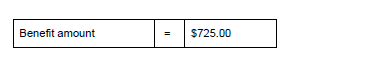 Benefit amount = $725.00